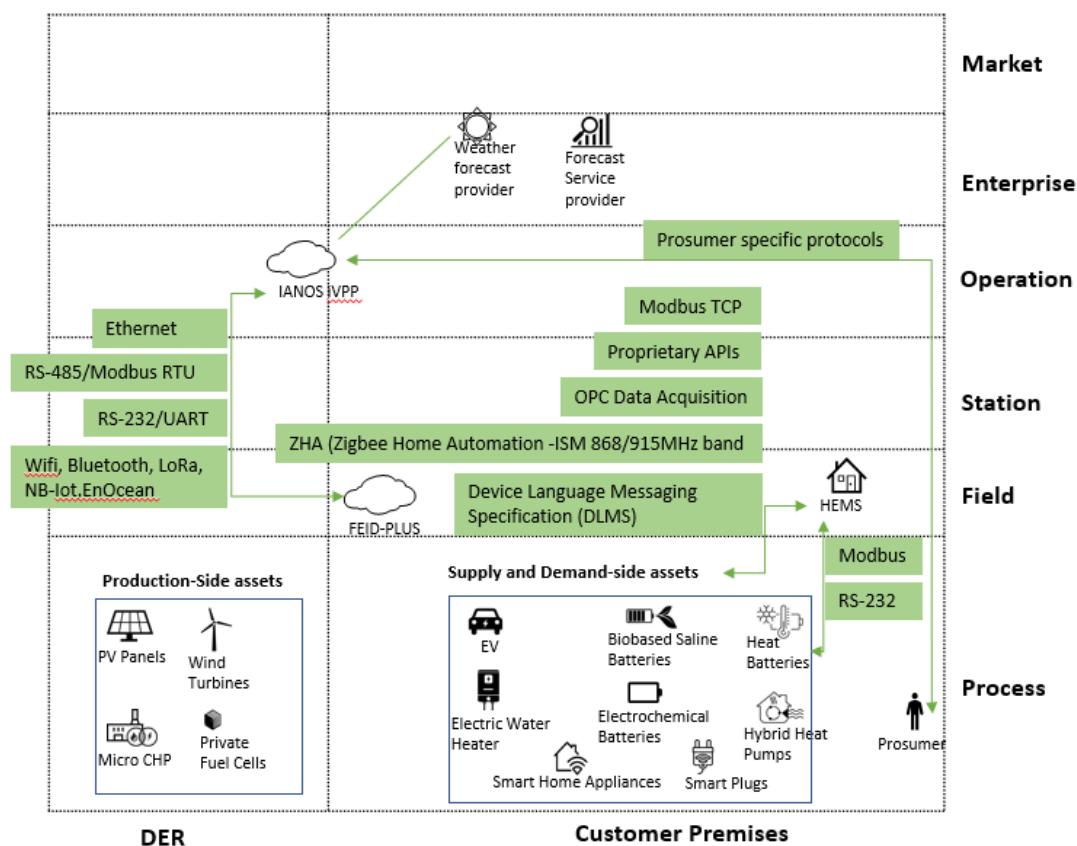 Market
Weather
forecast
provider
Forecast
Service
provider
Enterprise
Prosumer specific protocols
IANOS iVPP
Operation
Modbus TCP
Ethernet
Proprietary APIs
RS-485/Modbus RTU
OPC Data Acquisition
Station
RS-232/UART
ZHA (Zigbee Home Automation -ISM 868/915MHz band
Wifi, Bluetooth, LoRa,
NB-Iot,EnOcean
FEID-PLUS
Device Language Messaging
Specification (DLMS)
HEMS
Field
Modbus
RS-232
Production-Side assets
PV Panels
Wind
Turbines
Micro CHP
Private
Fuel Cells
Supply and Demand-side assets
EV
Biobased Saline
Batteries
Heat
Batteries
Electric Water
Heater
Electrochemical
Batteries
Hybrid Heat
Pumps
Smart Home Appliances
Smart Plugs
Prosumer
Process
DER
Customer Premises